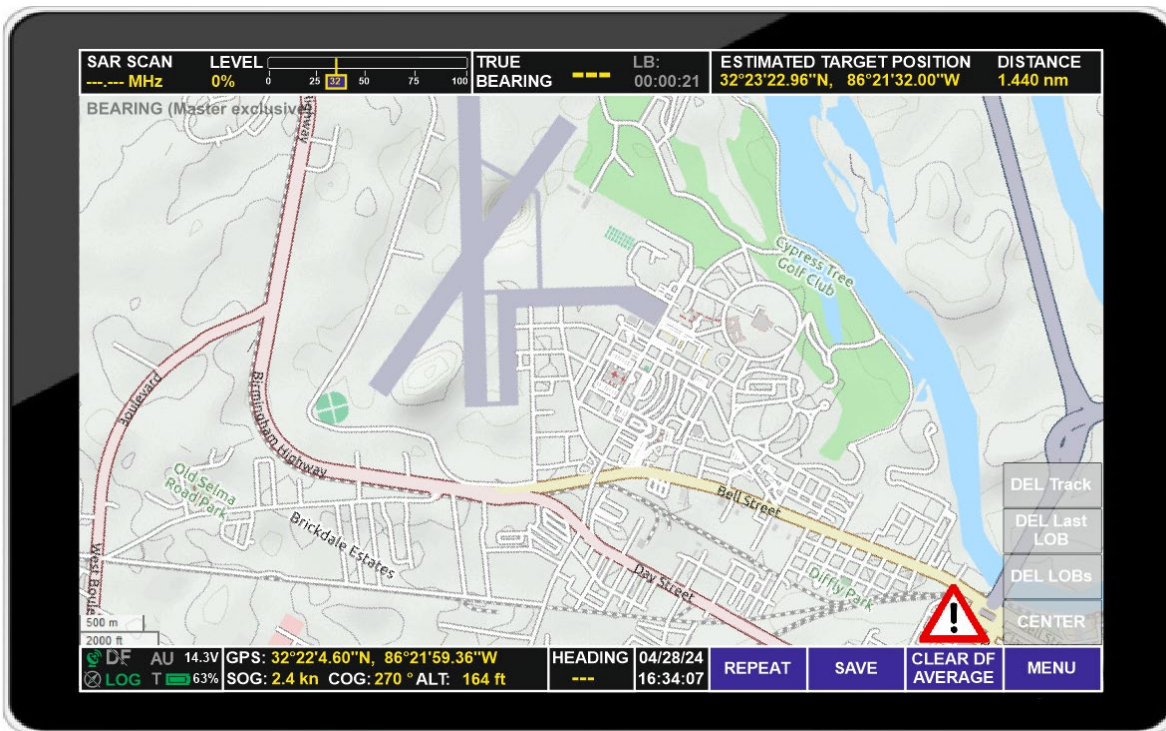 SAR SCAN
---.--- MHz
LEVEL
0%
0 25 32 50 75 100
TRUE
BEARING ---
LB:
00:00:21
ESTIMATED TARGET POSITION
32°23'22.96"N, 86°21'32.00"W
DISTANCE
1.440 nm
BEARING (Master exclusive)
Highway
Cypress Tree
Golf Club
Boulevard
Birmingham Highway
Old Selma
Road Park
Brickdale Estates
Bell Street
Day Street
Diffly Park
West Boule
Bell Street
DEL Track
DEL Last
LOB
DEL LOBs
CENTER
500 m
2000 ft
DF AU 14.3V
LOG T 63%
GPS: 32°22'4.60"N, 86°21'59.36"W
SOG: 2.4 kn COG: 270 ° ALT: 164 ft
HEADING
---
04/28/24
16:34:07
REPEAT
SAVE
CLEAR DF
AVERAGE
MENU